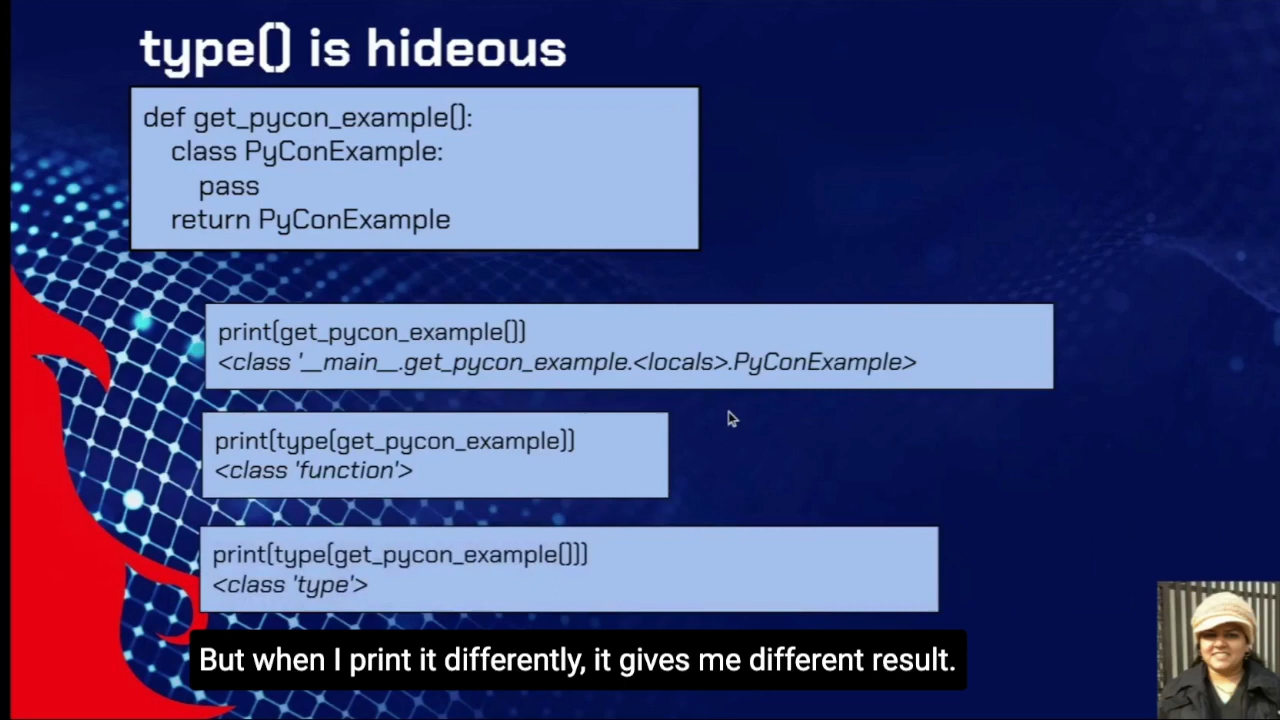 type() is hideous
def get_pycon_example():
class PyConExample:
pass
return PyConExample
print(get_pycon_example())
<class '__main__.get_pycon_example.<locals>.PyConExample>
print(type(get_pycon_example))
<class 'function'>
print(type(get_pycon_example()))
<class 'type'>
But when I print it differently, it gives me different result.